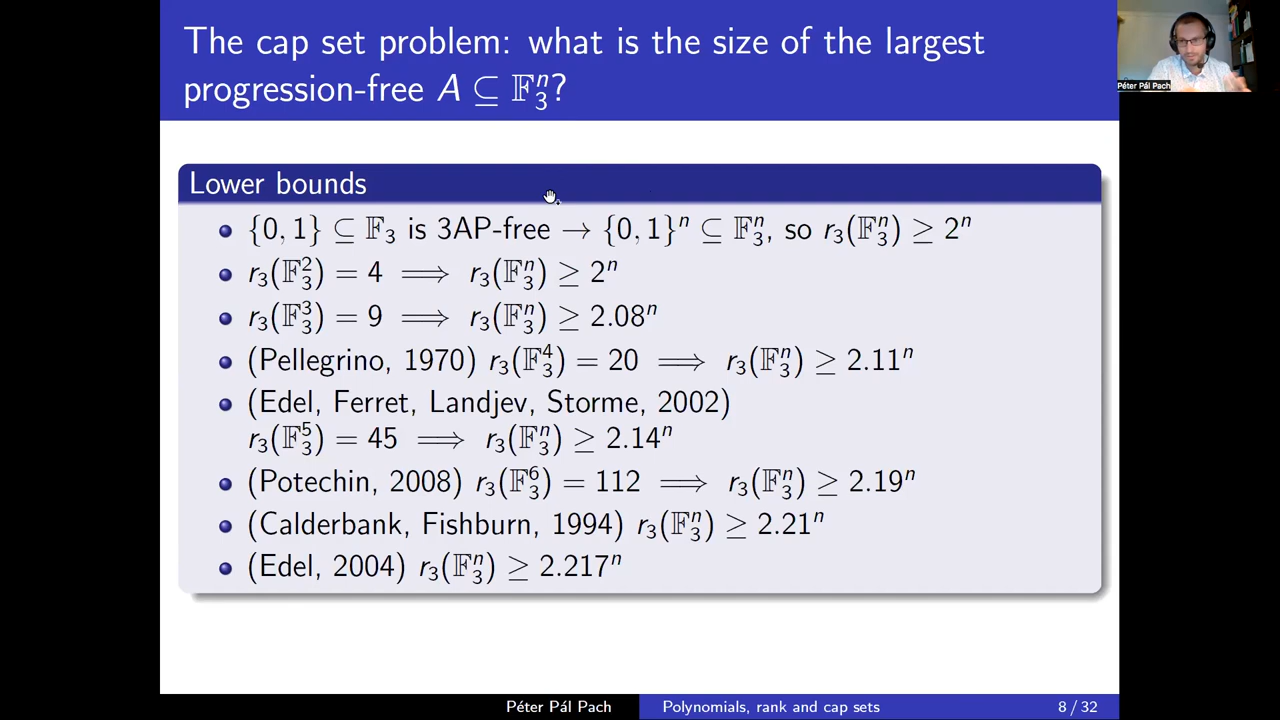 The cap set problem: what is the size of the largest
progression-free A ⊆ 𝔽₃ⁿ?
Péter Pál Pach
Lower bounds
{0, 1} ⊆ 𝔽₃ is 3AP-free → {0, 1}ⁿ ⊆ 𝔽₃ⁿ, so r₃(𝔽₃ⁿ) ≥ 2ⁿ
r₃(𝔽₃²) = 4 ⟹ r₃(𝔽₃ⁿ) ≥ 2ⁿ
r₃(𝔽₃³) = 9 ⟹ r₃(𝔽₃ⁿ) ≥ 2.08ⁿ
(Pellegrino, 1970) r₃(𝔽₃⁴) = 20 ⟹ r₃(𝔽₃ⁿ) ≥ 2.11ⁿ
(Edel, Ferret, Landjev, Storme, 2002)
r₃(𝔽₃⁵) = 45 ⟹ r₃(𝔽₃ⁿ) ≥ 2.14ⁿ
(Potechin, 2008) r₃(𝔽₃⁶) = 112 ⟹ r₃(𝔽₃ⁿ) ≥ 2.19ⁿ
(Calderbank, Fishburn, 1994) r₃(𝔽₃ⁿ) ≥ 2.21ⁿ
(Edel, 2004) r₃(𝔽₃ⁿ) ≥ 2.217ⁿ
Péter Pál Pach
Polynomials, rank and cap sets
8 / 32